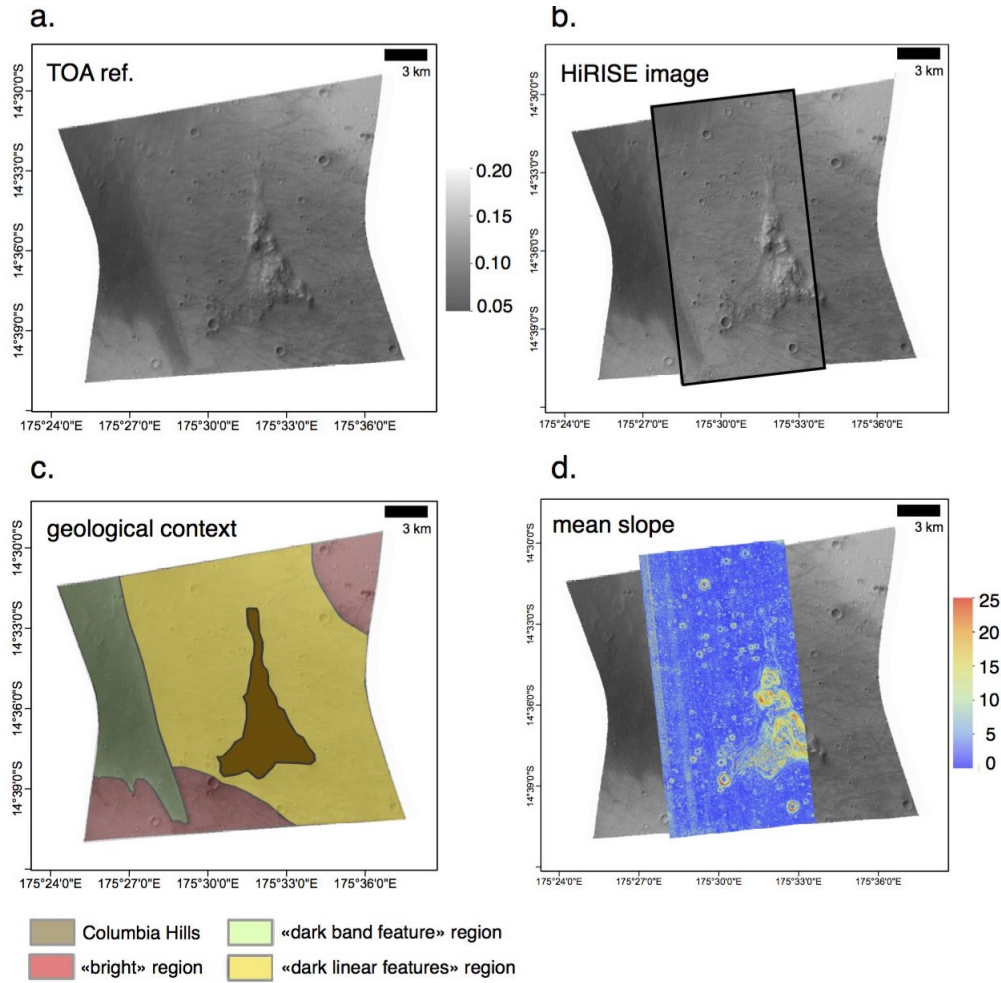 a.
TOA ref.
3 km
14°30'0"S
14°33'0"S
14°36'0"S
14°39'0"S
175°24'0"E 175°27'0"E 175°30'0"E 175°33'0"E 175°36'0"E
0.20
0.15
0.10
0.05
b.
HiRISE image
3 km
14°30'0"S
14°33'0"S
14°36'0"S
14°39'0"S
175°24'0"E 175°27'0"E 175°30'0"E 175°33'0"E 175°36'0"E
c.
geological context
3 km
14°30'0"S
14°33'0"S
14°36'0"S
14°39'0"S
175°24'0"E 175°27'0"E 175°30'0"E 175°33'0"E 175°36'0"E
d.
mean slope
3 km
14°30'0"S
14°33'0"S
14°36'0"S
14°39'0"S
175°24'0"E 175°27'0"E 175°30'0"E 175°33'0"E 175°36'0"E
25
20
15
10
5
0
Columbia Hills
«dark band feature» region
«bright» region
«dark linear features» region